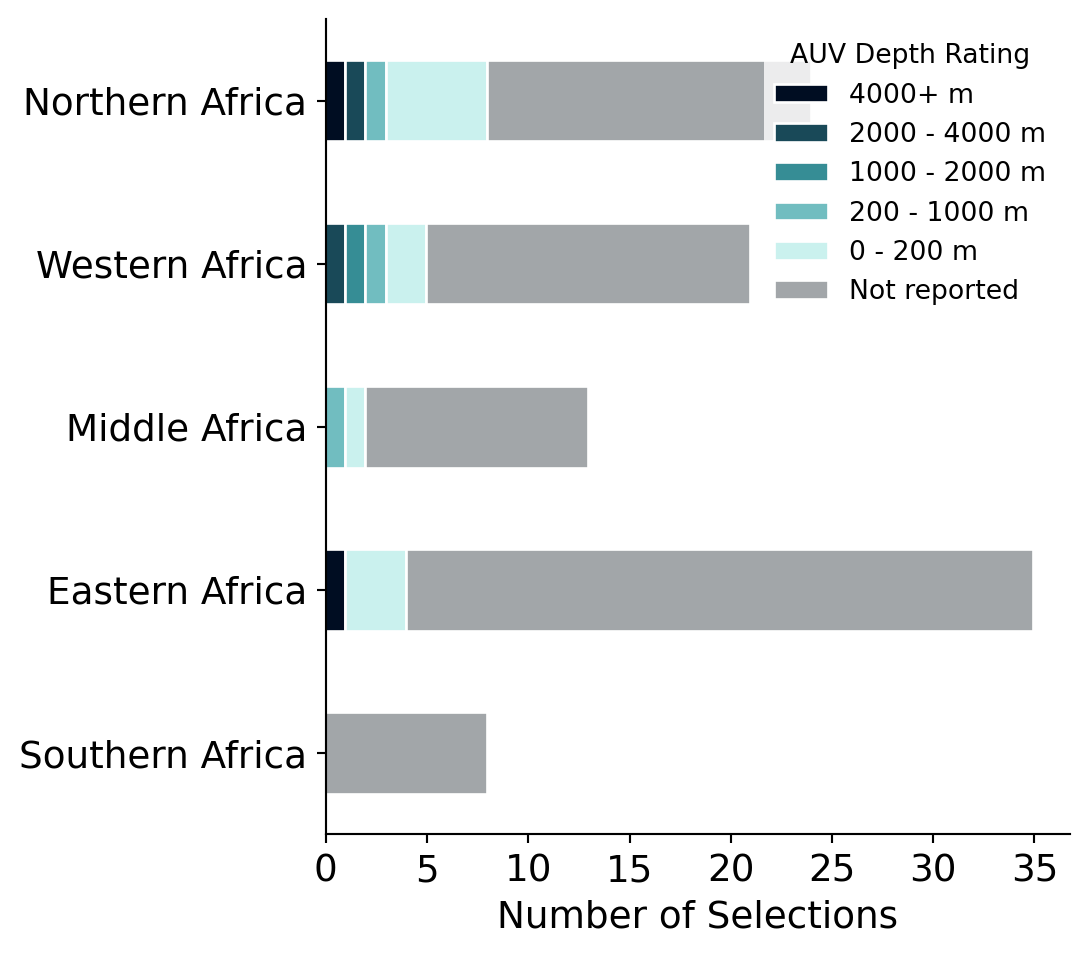 AUV Depth Rating
4000+ m
2000 - 4000 m
1000 - 2000 m
200 - 1000 m
0 - 200 m
Not reported
Northern Africa
Western Africa
Middle Africa
Eastern Africa
Southern Africa
0 5 10 15 20 25 30 35
Number of Selections